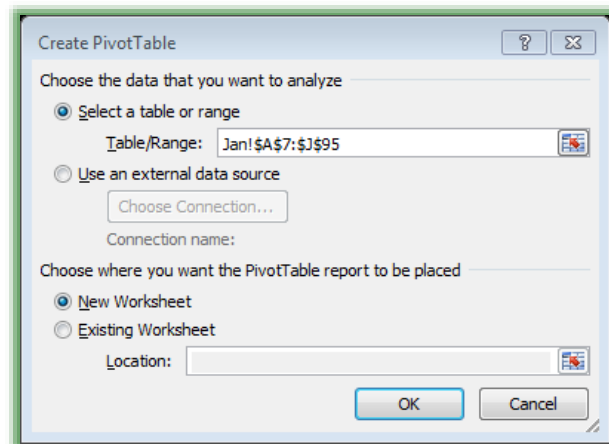 Create PivotTable
Choose the data that you want to analyze
Select a table or range
Table/Range: Jan!$A$7:$J$95
Use an external data source
Choose Connection...
Connection name:
Choose where you want the PivotTable report to be placed
New Worksheet
Existing Worksheet
Location:
OK Cancel